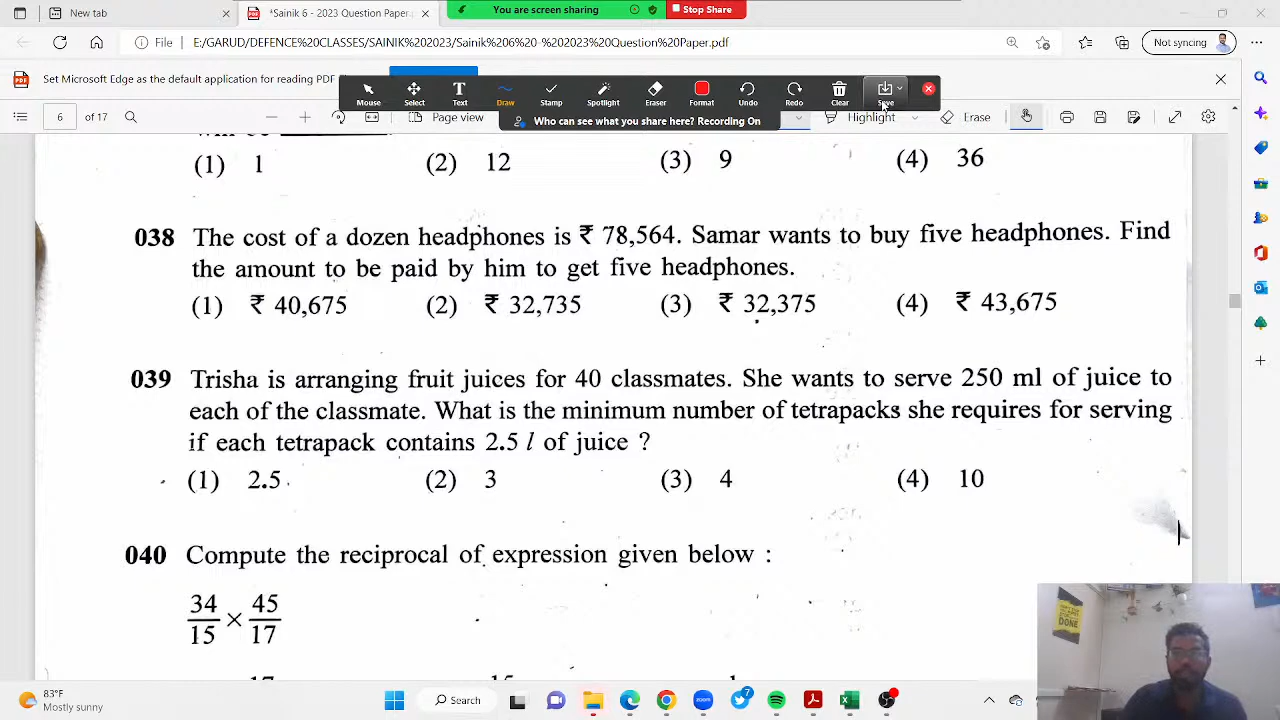 New tab
*Sainik 6 - 2023 Question Paper
You are screen sharing
Stop Share
File
E:/GARUD/DEFENCE%20CLASSES/SAINIK%202023/Sainik%206%20-%202023%20Question%20Paper.pdf
Not syncing
Set Microsoft Edge as the default application for reading PDF
Mouse Select Text Draw Stamp Spotlight Eraser Format Undo Redo Clear Save
Page view
Who can see what you share here? Recording On
Highlight
Erase
will be
(1) 1 (2) 12 (3) 9 (4) 36
038 The cost of a dozen headphones is ₹ 78,564. Samar wants to buy five headphones. Find
the amount to be paid by him to get five headphones.
(1) ₹ 40,675 (2) ₹ 32,735 (3) ₹ 32,375 (4) ₹ 43,675
039 Trisha is arranging fruit juices for 40 classmates. She wants to serve 250 ml of juice to
each of the classmate. What is the minimum number of tetrapacks she requires for serving
if each tetrapack contains 2.5 l of juice ?
(1) 2.5 (2) 3 (3) 4 (4) 10
040 Compute the reciprocal of expression given below :
34/15 × 45/17
DONE
83°F
Search
7